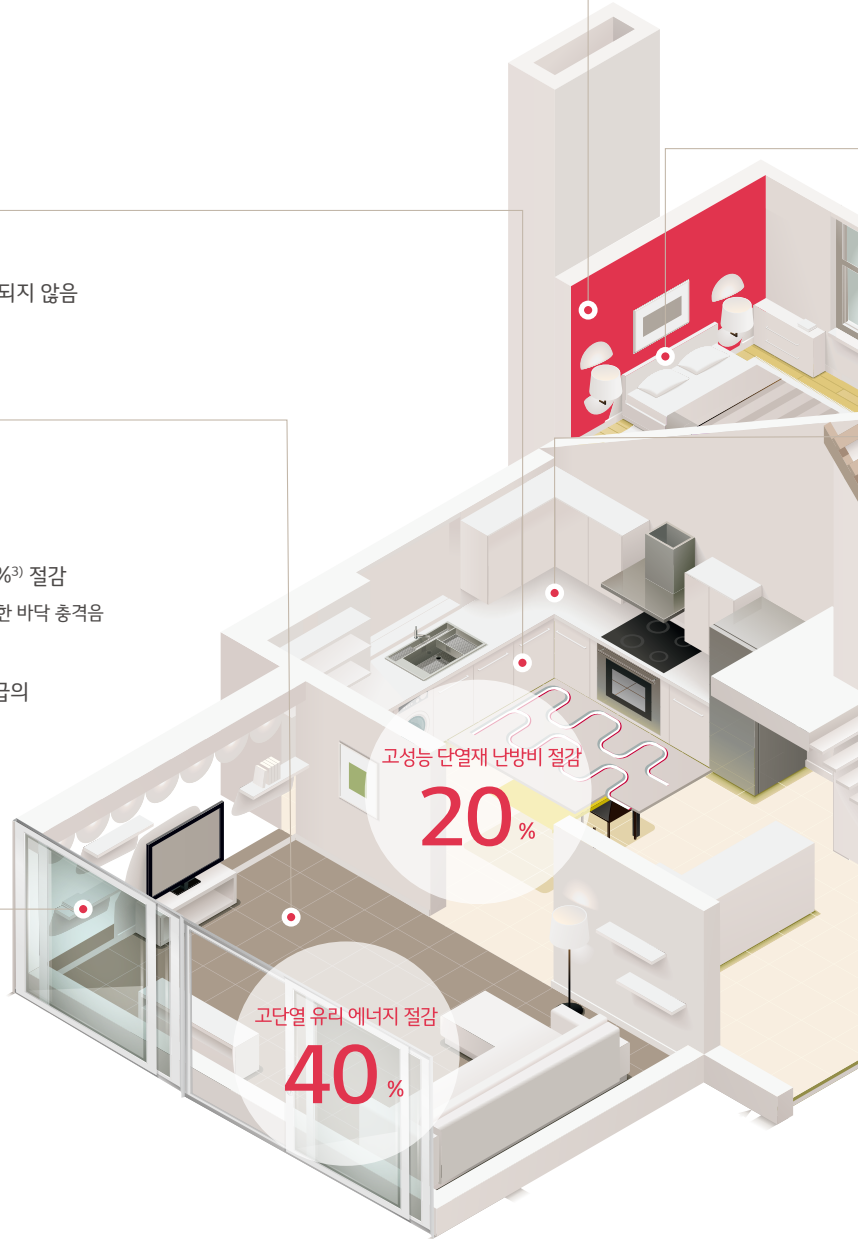 되지 않음
%3) 절감
한 바닥 충격음
급의
고성능 단열재 난방비 절감
20%
고단열 유리 에너지 절감
40%